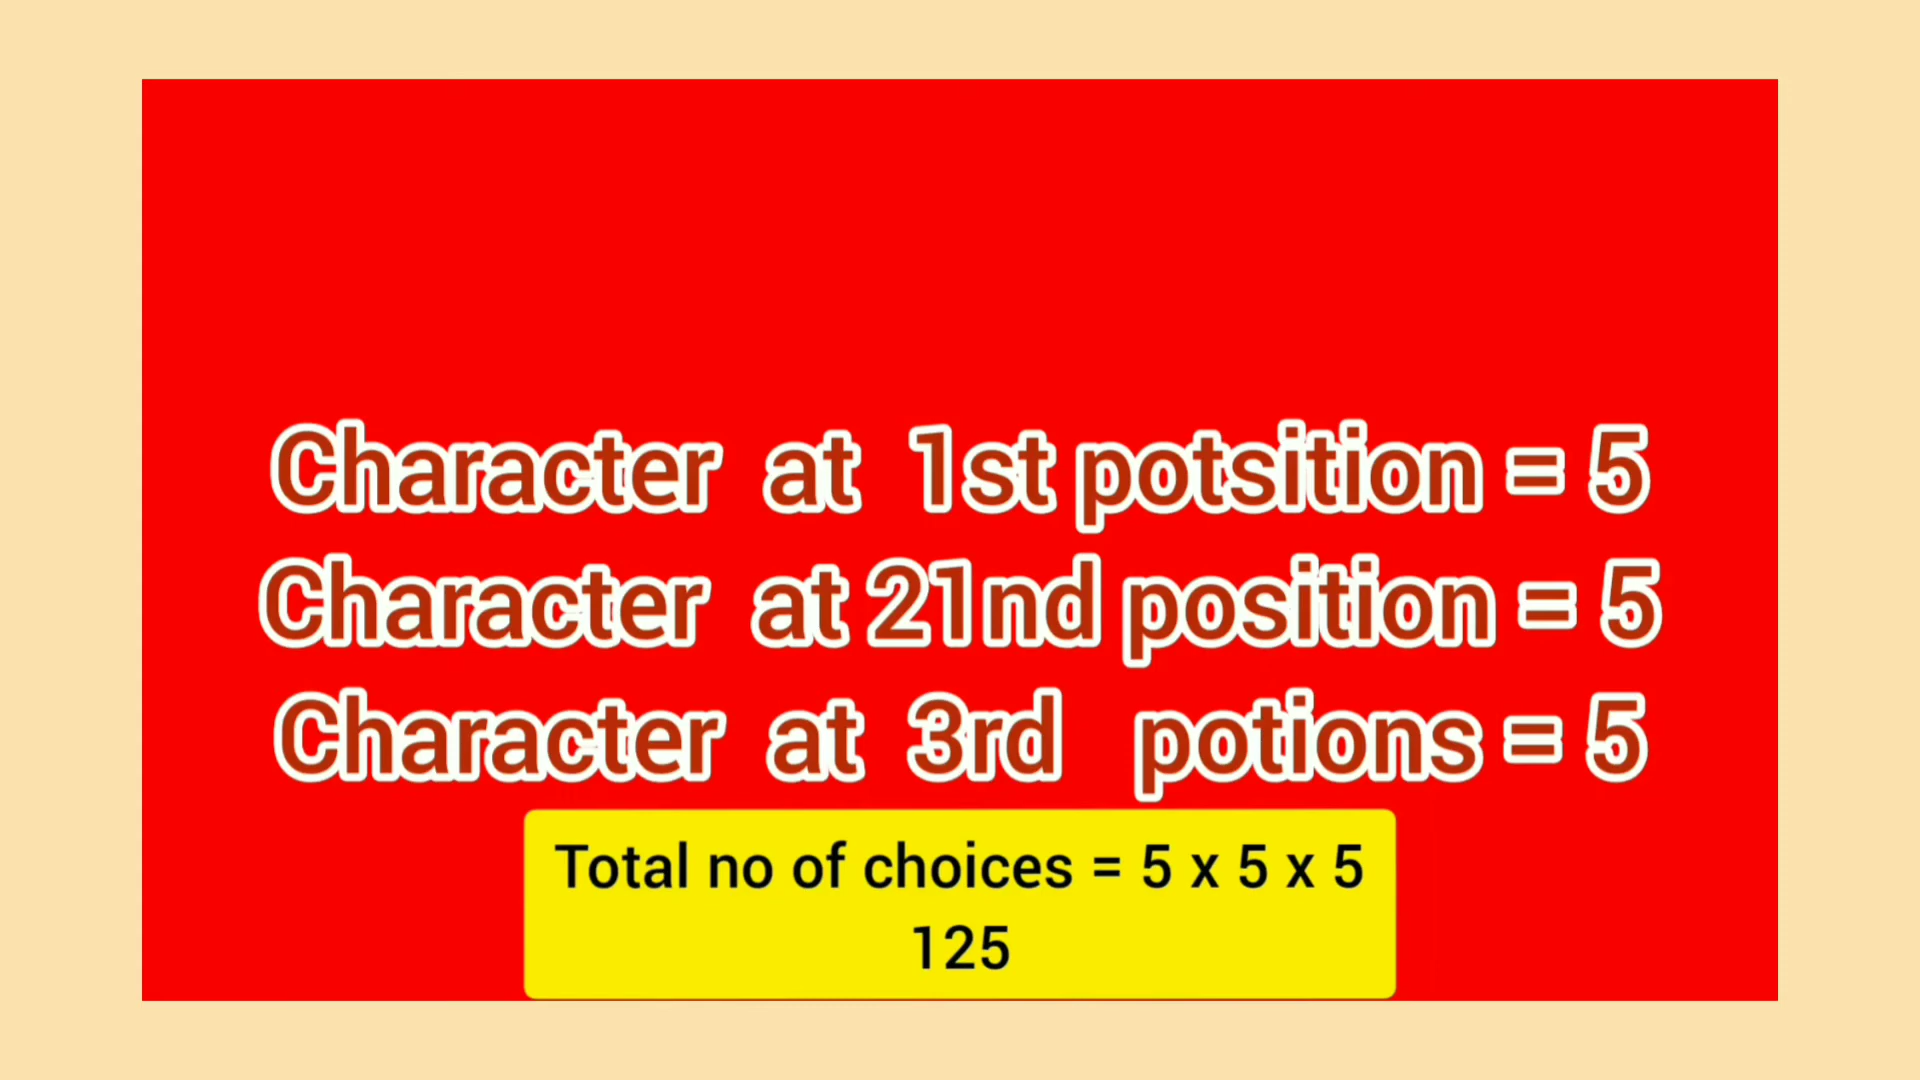 Character at 1st potsition = 5
Character at 21nd position = 5
Character at 3rd potions = 5
Total no of choices = 5 x 5 x 5
125